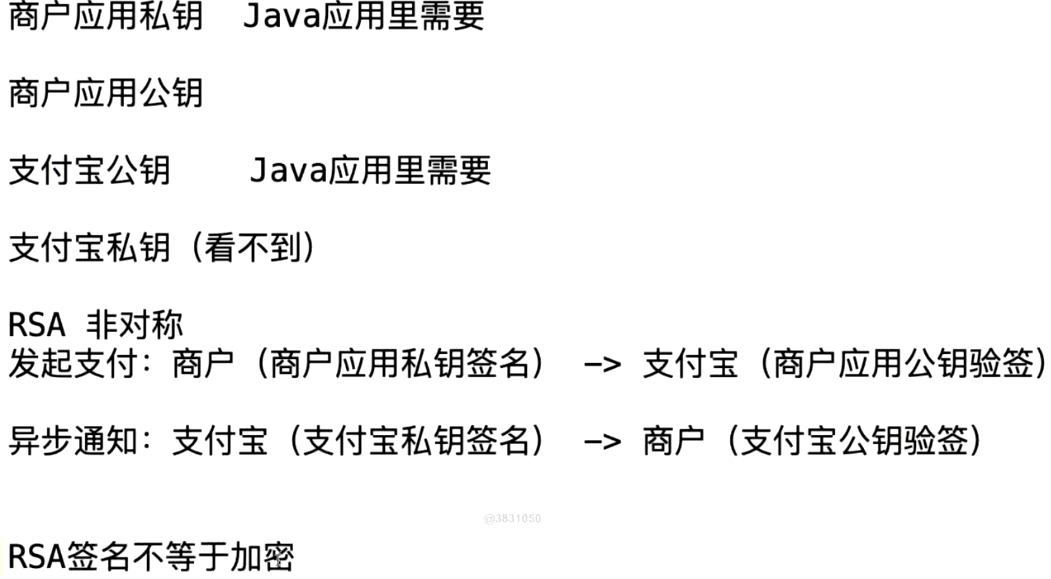 商户应用私钥  Java应用里需要
商户应用公钥
支付宝公钥    Java应用里需要
支付宝私钥（看不到）
RSA 非对称
发起支付：商户（商户应用私钥签名） —> 支付宝（商户应用公钥验签）
异步通知：支付宝（支付宝私钥签名） —> 商户（支付宝公钥验签）
@3831050
RSA签名不等于加密